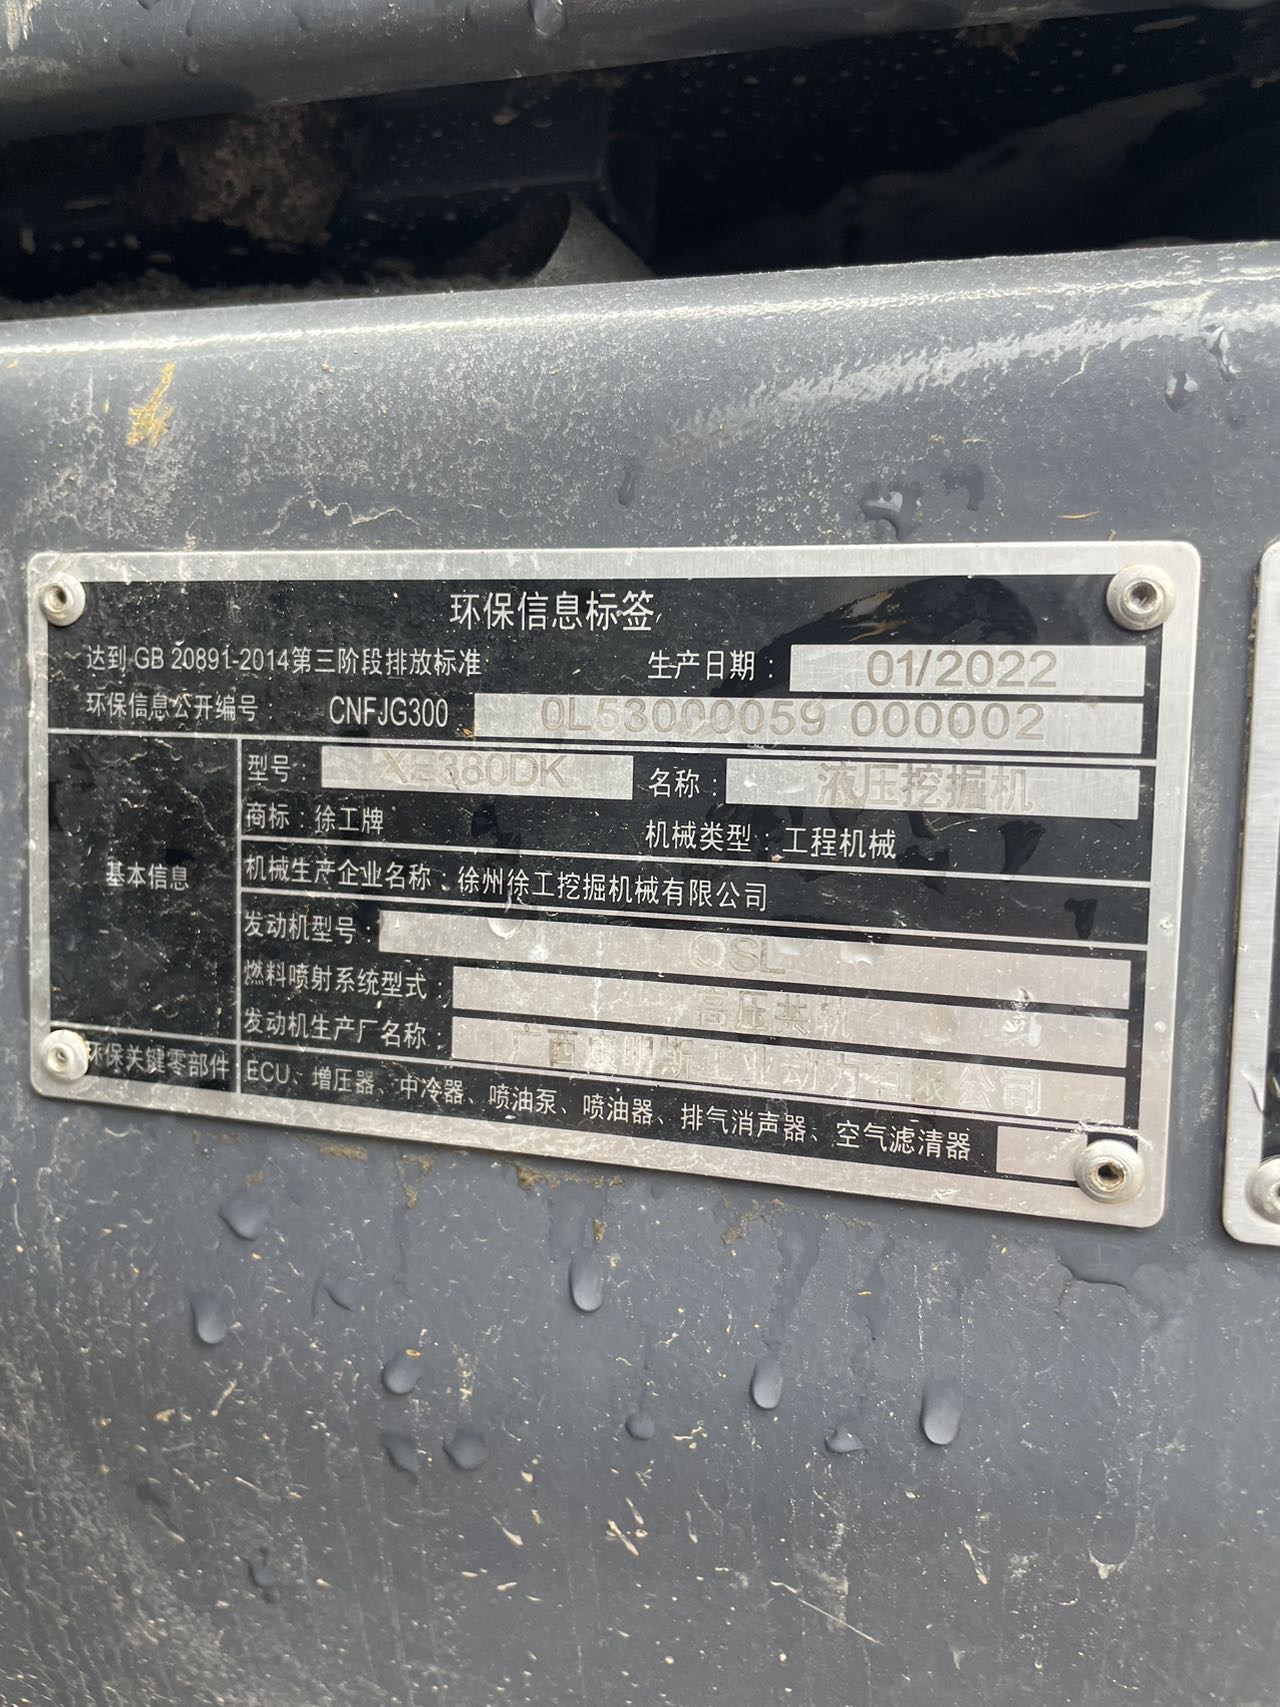 环保信息标签
达到 GB 20891-2014第三阶段排放标准 生产日期： 01/2022
环保信息公开编号： CNFJG300 0L53000059 000002
型号： XE380DK 名称： 液压挖掘机
商标：徐工牌 机械类型：工程机械
基本信息
机械生产企业名称：徐州徐工挖掘机械有限公司
发动机型号： QSL
燃料喷射系统型式： 高压共轨
发动机生产厂名称： 广西康明斯工业动力有限公司
环保关键零部件 ECU、增压器、中冷器、喷油泵、喷油器、排气消声器、空气滤清器